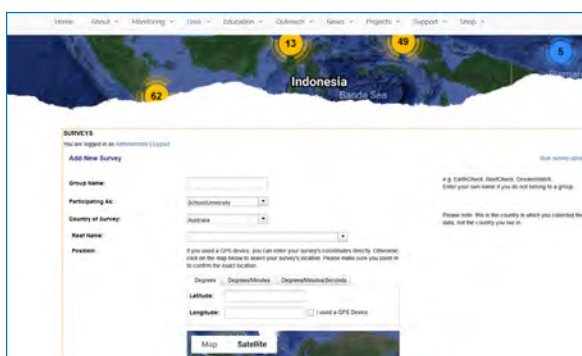 Home About Monitoring Data Education Outreach News Projects Support Shop
13
49
5
Indonesia
Banda Sea
62
SURVEYS
You are logged in as Administrator | Logout
Add New Survey
Bulk survey
Group Name:
e.g. EarthCheck, ReefCheck, OceansWatch.
Enter your own name if you do not belong to a group.
Participating As:
School/University
Country of Survey:
Australia
Please note: this is the country in which you collected the
data, not the country you live in.
Reef Name:
Position:
If you used a GPS device, you can enter your survey's coordinates directly. Otherwise
click on the map below to select your survey's location. Please make sure you zoom in
to confirm the exact location.
Degrees Degrees/Minutes Degrees/Minutes/Seconds
Latitude:
Longitude:
I used a GPS Device
Map Satellite